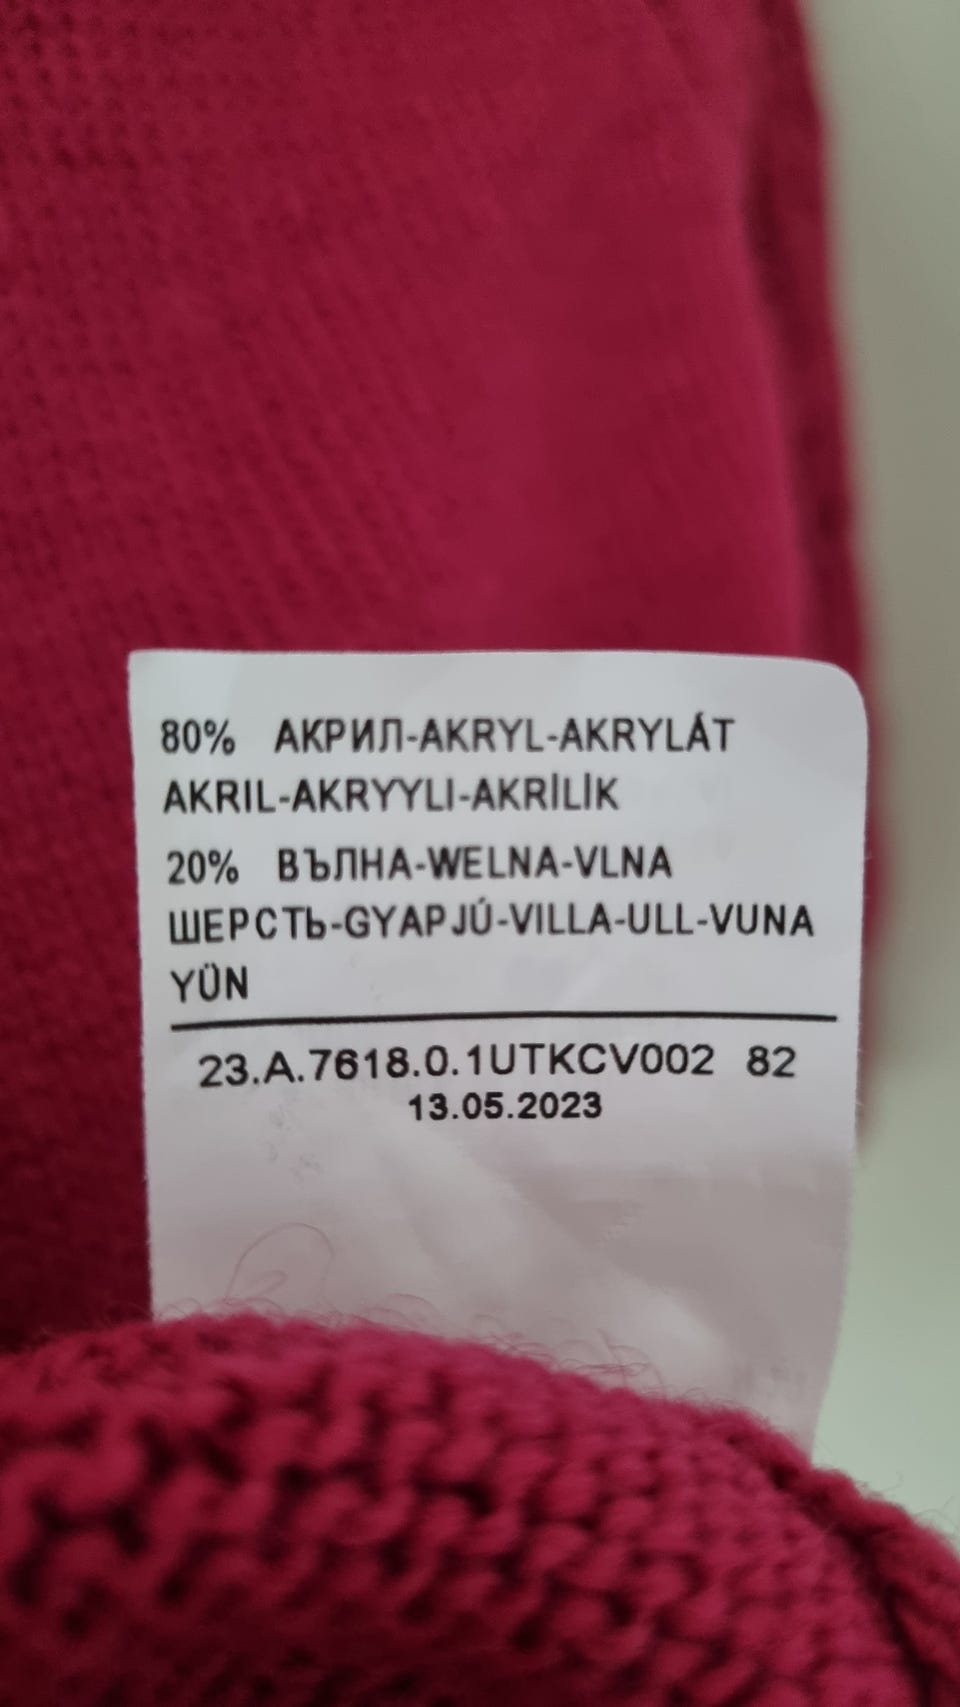 80% АКРИЛ-AKRYL-AKRYLÁT
AKRIL-AKRYYLI-AKRİLİK
20% ВЪЛНА-WELNA-VLNA
ШЕРСТЬ-GYAPJÚ-VILLA-ULL-VUNA
YÜN
23.A.7618.0.1UTKCV002 82
13.05.2023